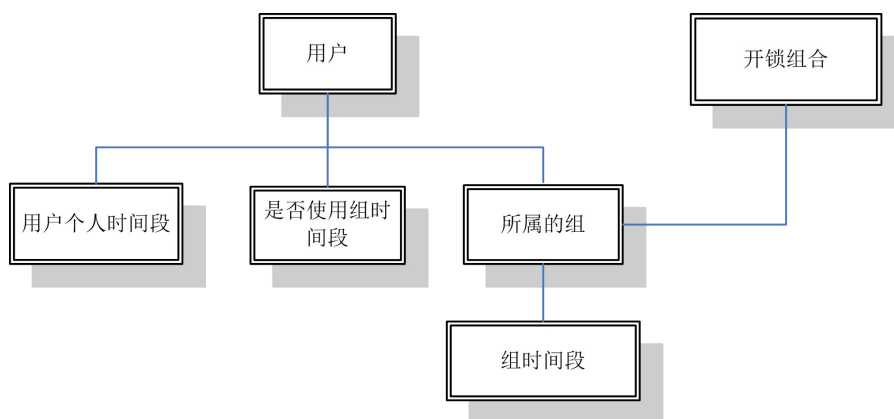 用户
开锁组合
用户个人时间段
是否使用组时
间段
所属的组
组时间段